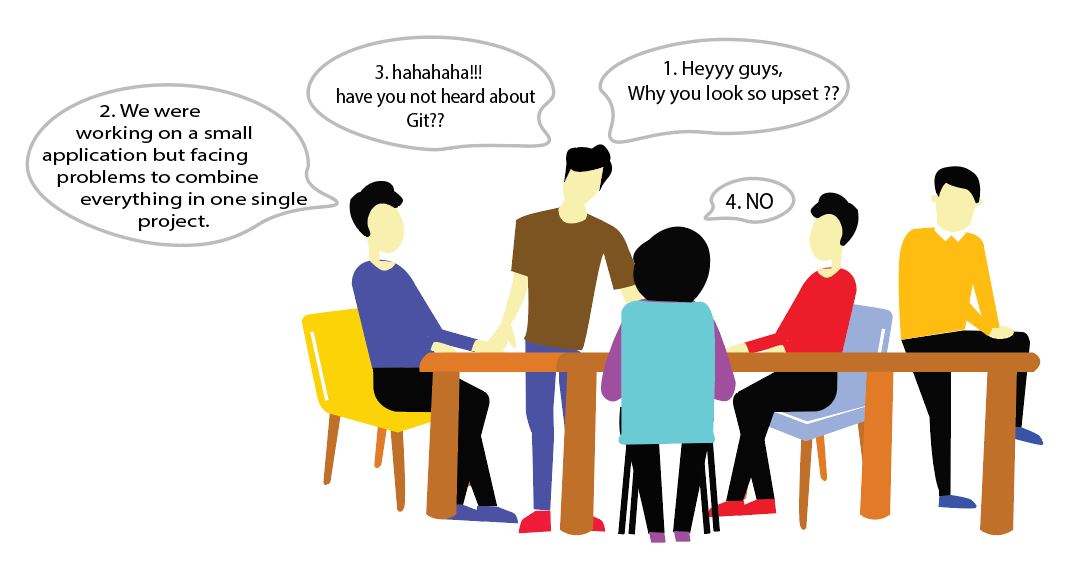 1. Heyyy guys,
Why you look so upset ??
2. We were
working on a small
application but facing
problems to combine
everything in one single
project.
3. hahahaha!!!
have you not heard about
Git??
4. NO